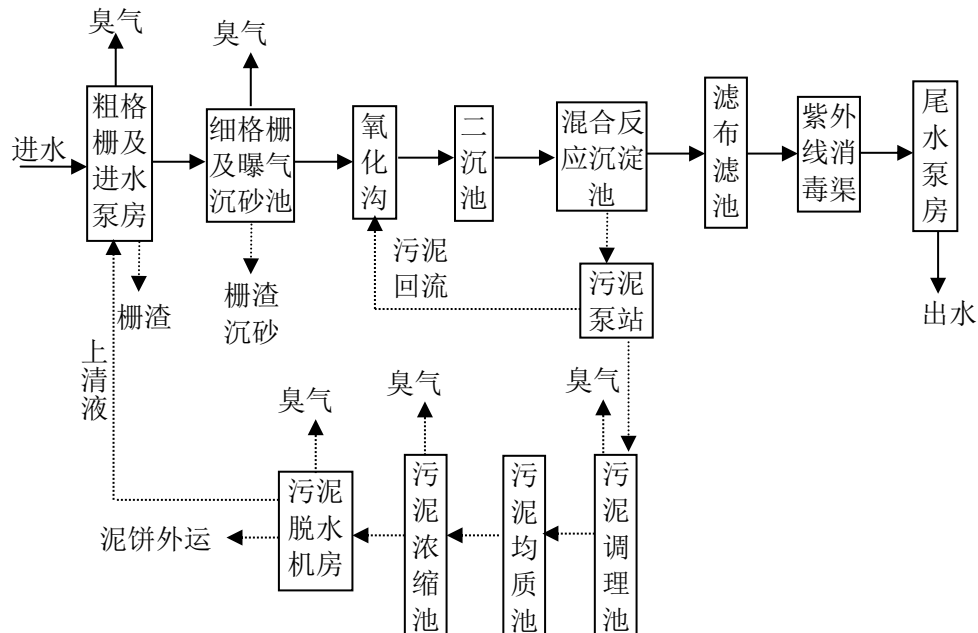 臭气
臭气
进水
粗格
栅及
进水
泵房
细格栅
及曝气
沉砂池
氧
化
沟
二
沉
池
混合反
应沉淀
池
滤
布
滤
池
紫外
线消
毒渠
尾
水
泵
房
栅渣
栅渣
沉砂
污泥
回流
污泥
泵站
出水
上
清
液
臭气
臭气
臭气
泥饼外运
污泥
脱水
机房
污
泥
浓
缩
池
污
泥
均
质
池
污
泥
调
理
池